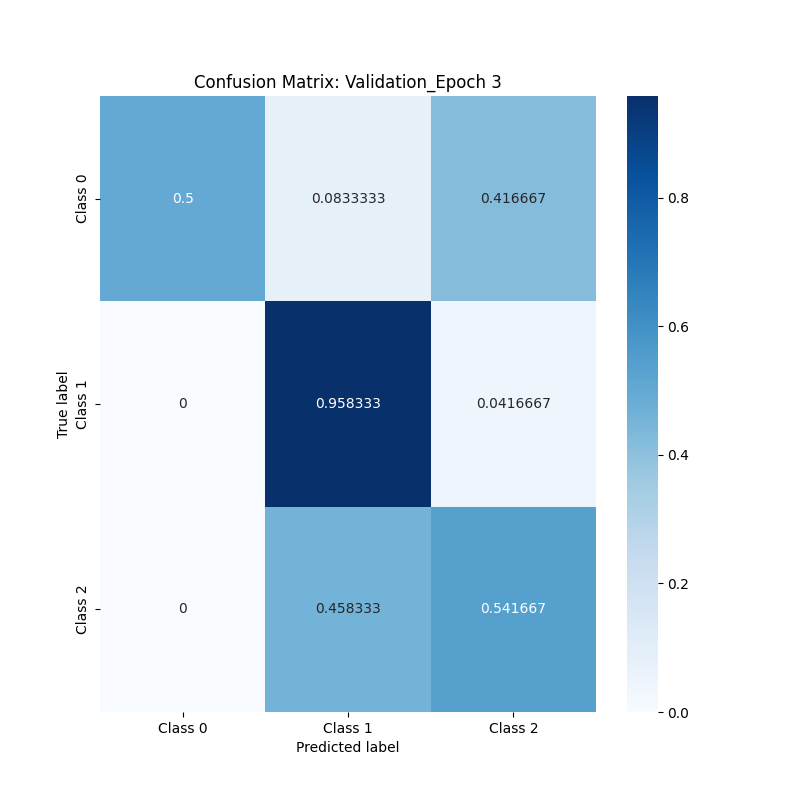 Confusion Matrix: Validation_Epoch 3
Class 0
0.5
0.0833333
0.416667
0.8
Class 1
0
0.958333
0.0416667
0.6
True label
0.4
Class 2
0
0.458333
0.541667
0.2
0.0
Class 0
Class 1
Class 2
Predicted label